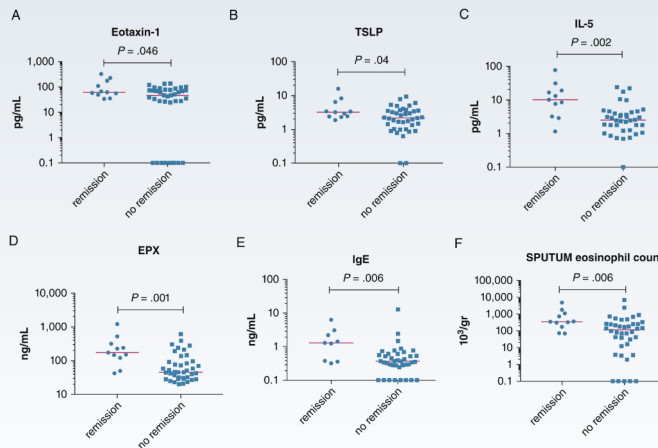 A
Eotaxin-1
P = .046
pg/mL
1,000
100
10
1
0.1
remission
no remission
B
TSLP
P = .04
pg/mL
100
10
1
0.1
remission
no remission
C
IL-5
P = .002
pg/mL
100
10
1
0.1
remission
no remission
D
EPX
P = .001
ng/mL
10,000
1,000
100
10
remission
no remission
E
IgE
P = .006
ng/mL
100
10
1
0.1
remission
no remission
F
SPUTUM eosinophil coun
P = .006
10³/gr
100,000
10,000
1,000
100
10
1
0.1
remission
no remission